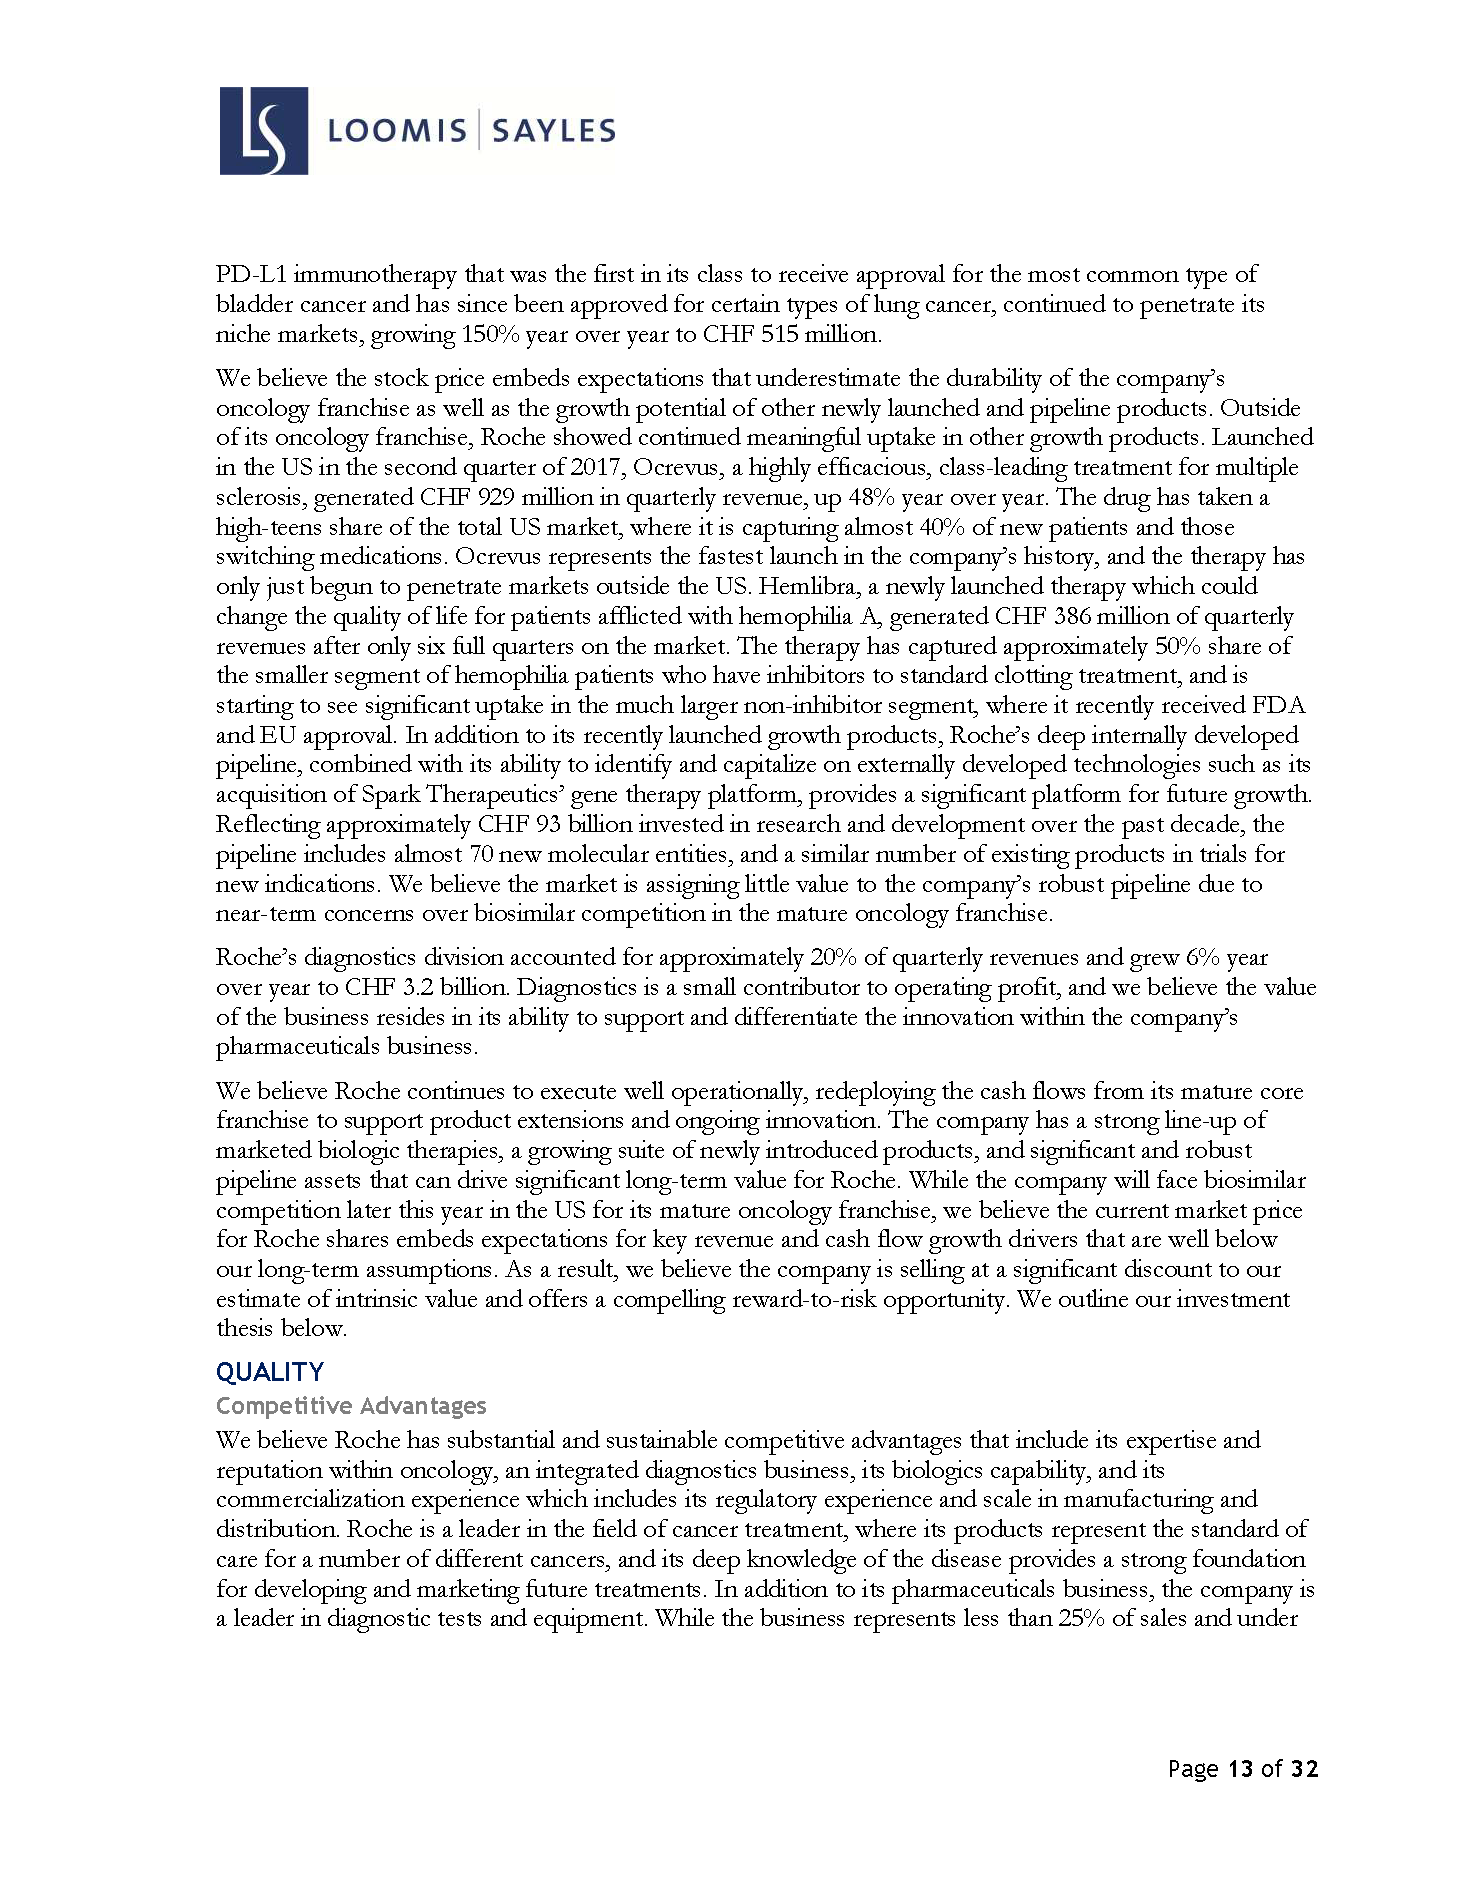 LS LOOMIS | SAYLES
PD-L1 immunotherapy that was the first in its class to receive approval for the most common type of
bladder cancer and has since been approved for certain types of lung cancer, continued to penetrate its
niche markets, growing 150% year over year to CHF 515 million.
We believe the stock price embeds expectations that underestimate the durability of the company’s
oncology franchise as well as the growth potential of other newly launched and pipeline products. Outside
of its oncology franchise, Roche showed continued meaningful uptake in other growth products. Launched
in the US in the second quarter of 2017, Ocrevus, a highly efficacious, class-leading treatment for multiple
sclerosis, generated CHF 929 million in quarterly revenue, up 48% year over year. The drug has taken a
high-teens share of the total US market, where it is capturing almost 40% of new patients and those
switching medications. Ocrevus represents the fastest launch in the company’s history, and the therapy has
only just begun to penetrate markets outside the US. Hemlibra, a newly launched therapy which could
change the quality of life for patients afflicted with hemophilia A, generated CHF 386 million of quarterly
revenues after only six full quarters on the market. The therapy has captured approximately 50% share of
the smaller segment of hemophilia patients who have inhibitors to standard clotting treatment, and is
starting to see significant uptake in the much larger non-inhibitor segment, where it recently received FDA
and EU approval. In addition to its recently launched growth products, Roche’s deep internally developed
pipeline, combined with its ability to identify and capitalize on externally developed technologies such as its
acquisition of Spark Therapeutics’ gene therapy platform, provides a significant platform for future growth.
Reflecting approximately CHF 93 billion invested in research and development over the past decade, the
pipeline includes almost 70 new molecular entities, and a similar number of existing products in trials for
new indications. We believe the market is assigning little value to the company’s robust pipeline due to
near-term concerns over biosimilar competition in the mature oncology franchise.
Roche’s diagnostics division accounted for approximately 20% of quarterly revenues and grew 6% year
over year to CHF 3.2 billion. Diagnostics is a small contributor to operating profit, and we believe the value
of the business resides in its ability to support and differentiate the innovation within the company’s
pharmaceuticals business.
We believe Roche continues to execute well operationally, redeploying the cash flows from its mature core
franchise to support product extensions and ongoing innovation. The company has a strong line-up of
marketed biologic therapies, a growing suite of newly introduced products, and significant and robust
pipeline assets that can drive significant long-term value for Roche. While the company will face biosimilar
competition later this year in the US for its mature oncology franchise, we believe the current market price
for Roche shares embeds expectations for key revenue and cash flow growth drivers that are well below
our long-term assumptions. As a result, we believe the company is selling at a significant discount to our
estimate of intrinsic value and offers a compelling reward-to-risk opportunity. We outline our investment
thesis below.
QUALITY
Competitive Advantages
We believe Roche has substantial and sustainable competitive advantages that include its expertise and
reputation within oncology, an integrated diagnostics business, its biologics capability, and its
commercialization experience which includes its regulatory experience and scale in manufacturing and
distribution. Roche is a leader in the field of cancer treatment, where its products represent the standard of
care for a number of different cancers, and its deep knowledge of the disease provides a strong foundation
for developing and marketing future treatments. In addition to its pharmaceuticals business, the company is
a leader in diagnostic tests and equipment. While the business represents less than 25% of sales and under
Page 13 of 32